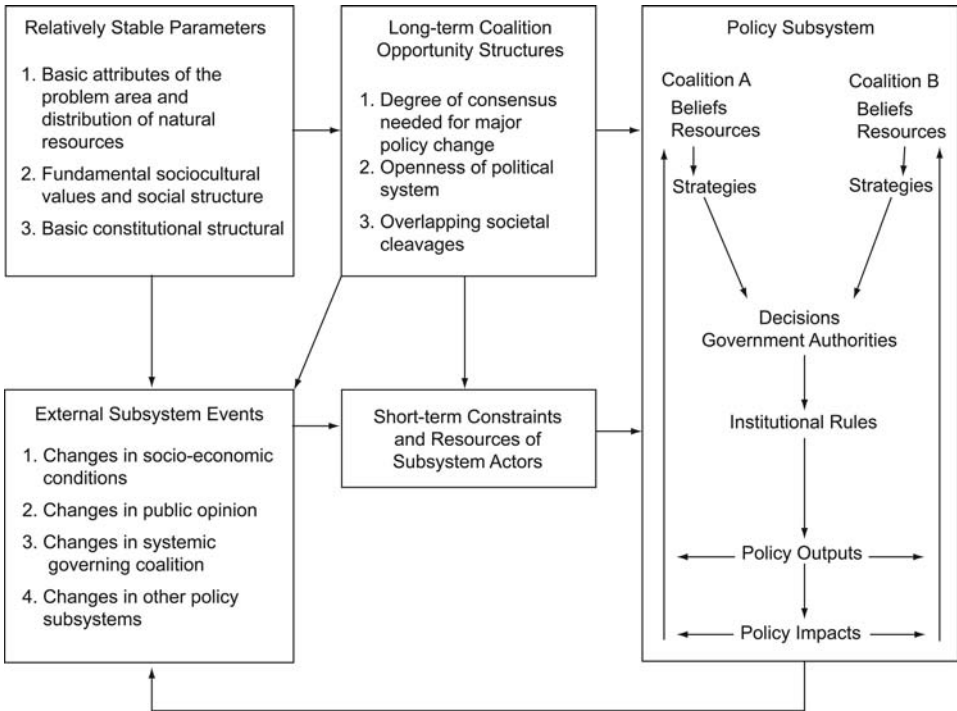 Relatively Stable Parameters
1. Basic attributes of the
problem area and
distribution of natural
resources
2. Fundamental sociocultural
values and social structure
3. Basic constitutional structural
Long-term Coalition
Opportunity Structures
1. Degree of consensus
needed for major
policy change
2. Openness of political
system
3. Overlapping societal
cleavages
Policy Subsystem
Coalition A
Beliefs
Resources
Strategies
Coalition B
Beliefs
Resources
Strategies
Decisions
Government Authorities
Institutional Rules
Policy Outputs
Policy Impacts
External Subsystem Events
1. Changes in socio-economic
conditions
2. Changes in public opinion
3. Changes in systemic
governing coalition
4. Changes in other policy
subsystems
Short-term Constraints
and Resources of
Subsystem Actors